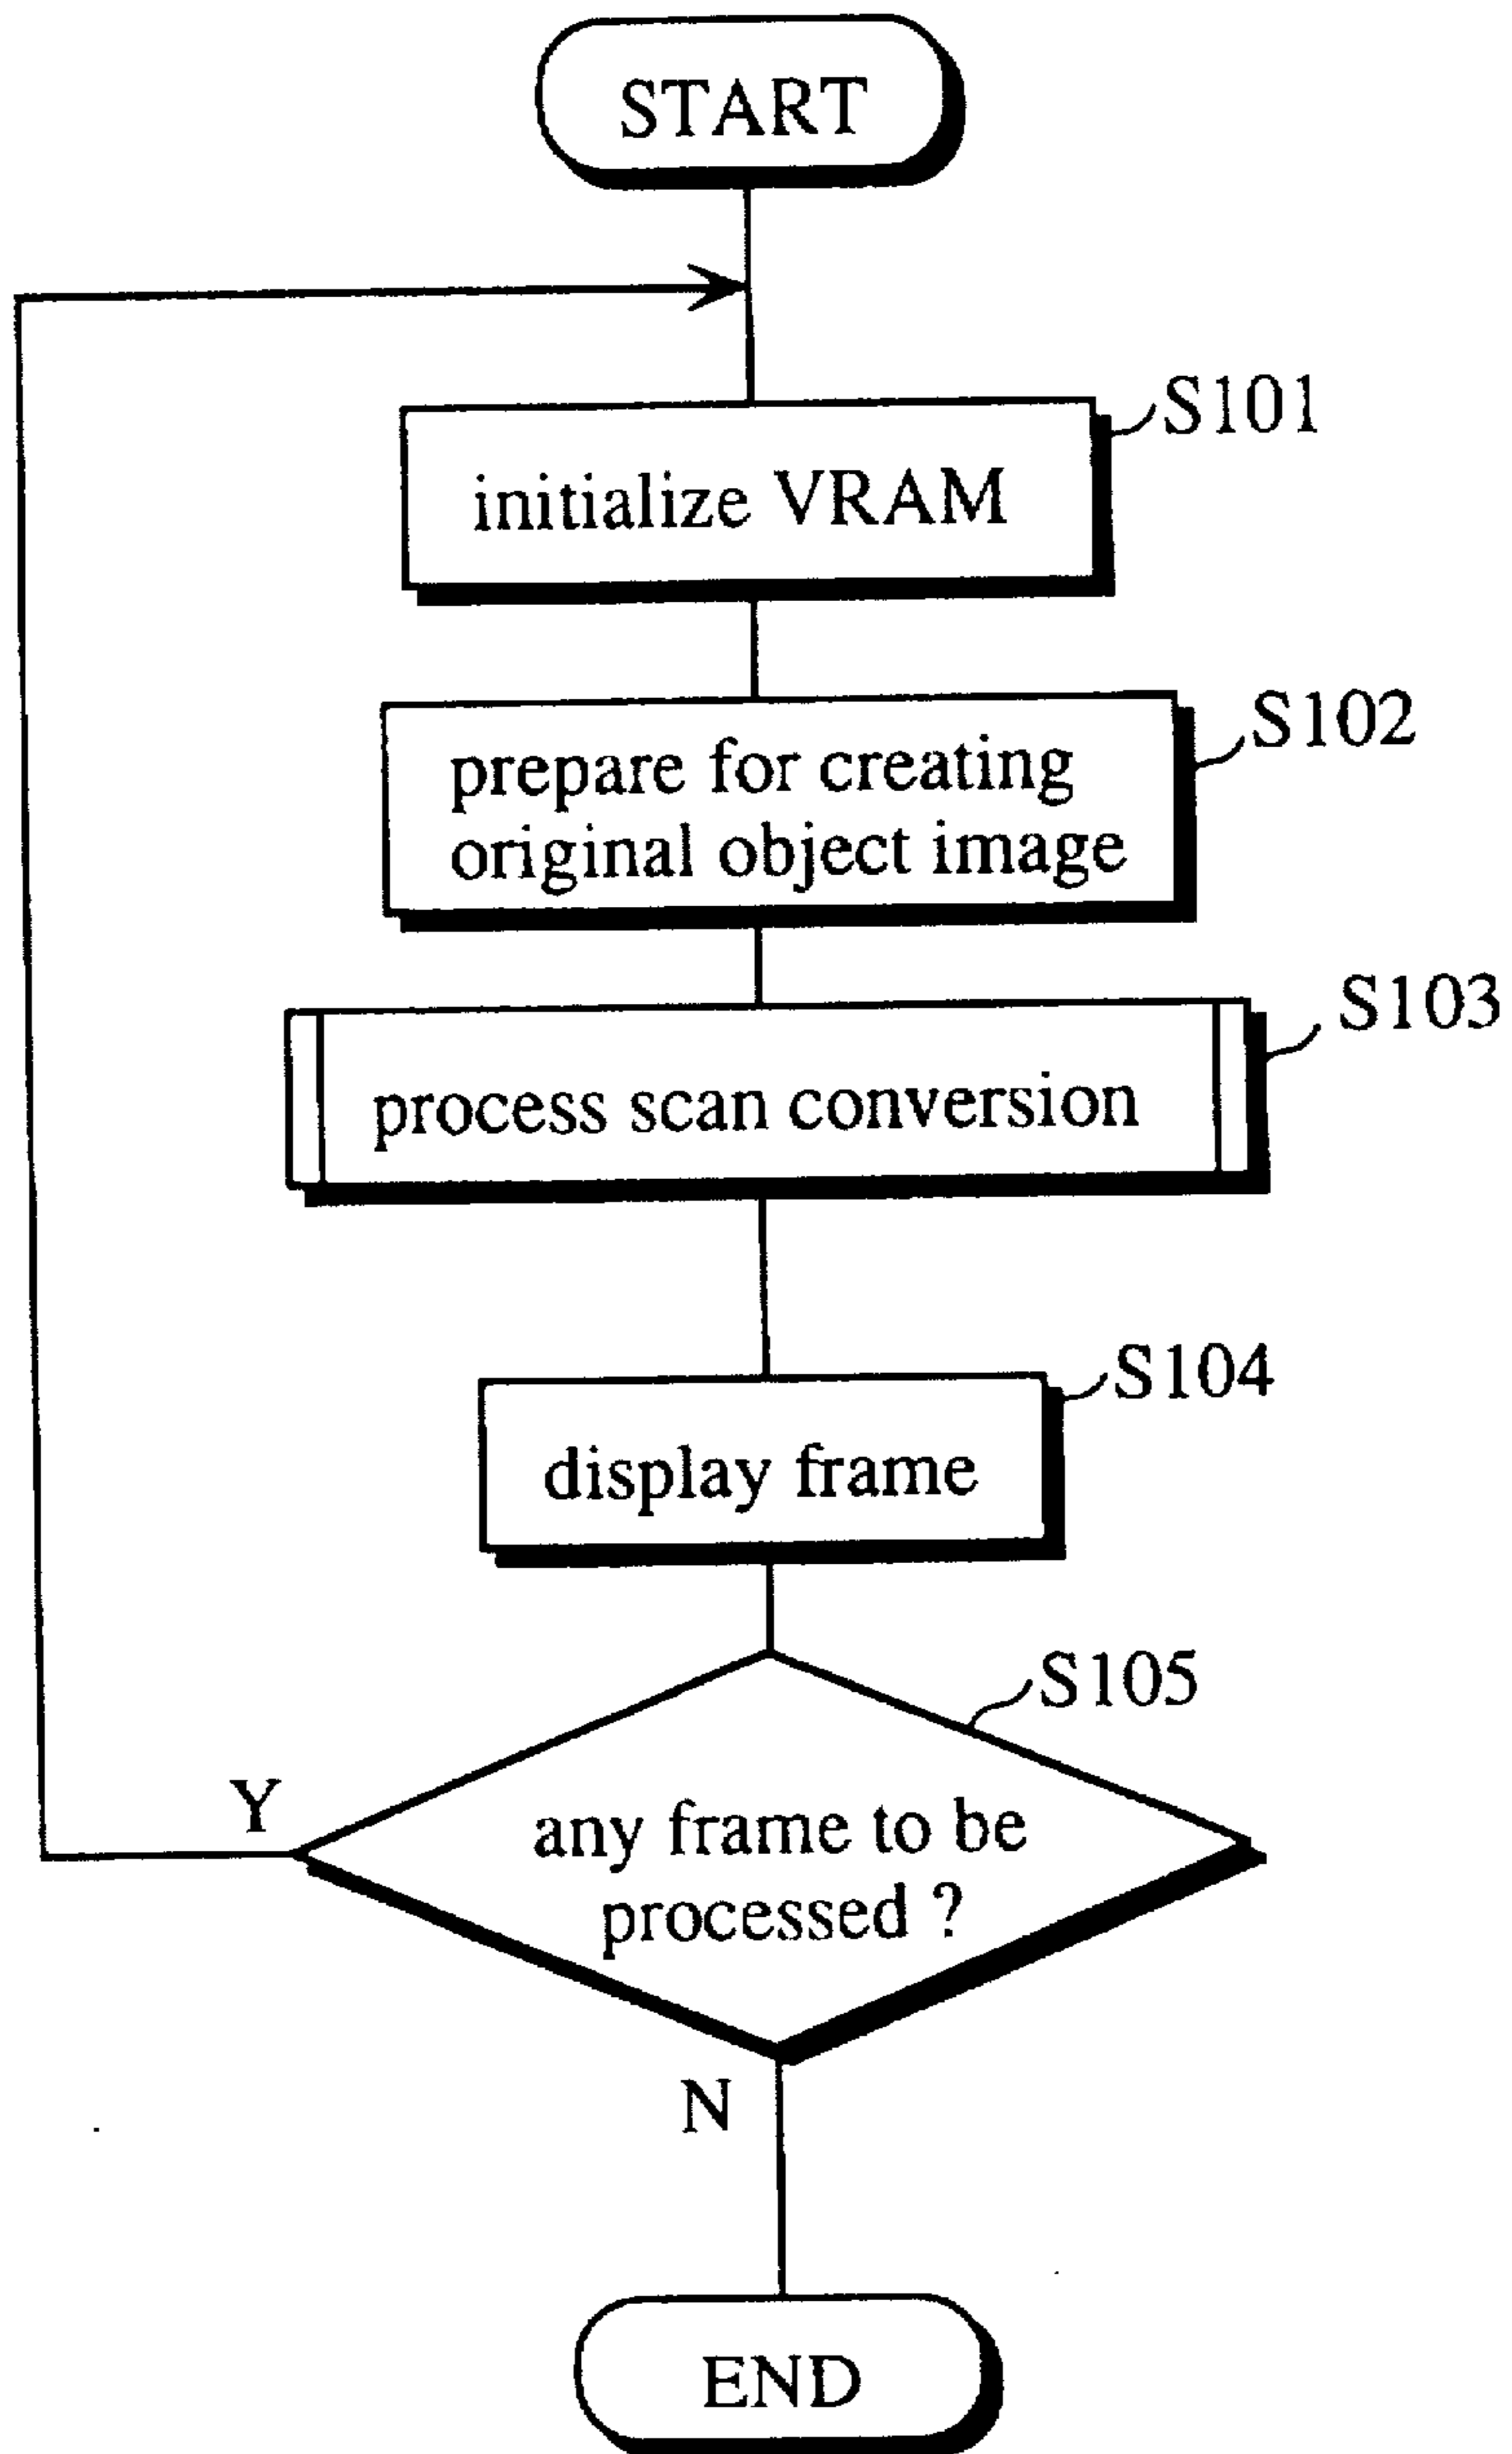 START
S101
initialize VRAM
S102
prepare for creating
original object image
S103
process scan conversion
S104
display frame
S105
any frame to be
processed ?
Y
N
END